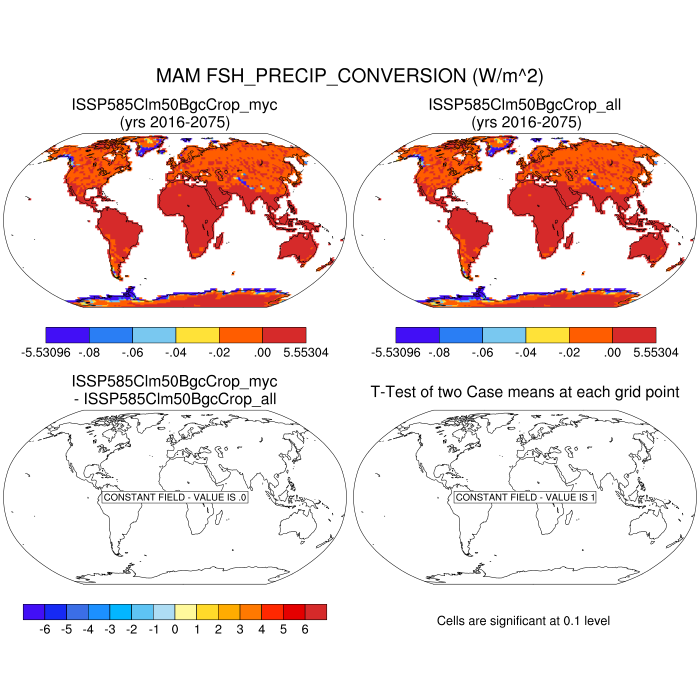 MAM FSH_PRECIP_CONVERSION (W/m^2)
ISSP585Clm50BgcCrop_myc
(yrs 2016-2075)
ISSP585Clm50BgcCrop_all
(yrs 2016-2075)
-5.53096 -.08 -.06 -.04 -.02 .00 5.55304
-5.53096 -.08 -.06 -.04 -.02 .00 5.55304
ISSP585Clm50BgcCrop_myc
- ISSP585Clm50BgcCrop_all
T-Test of two Case means at each grid point
CONSTANT FIELD - VALUE IS .0
CONSTANT FIELD - VALUE IS 1
-6 -5 -4 -3 -2 -1 0 1 2 3 4 5 6
Cells are significant at 0.1 level